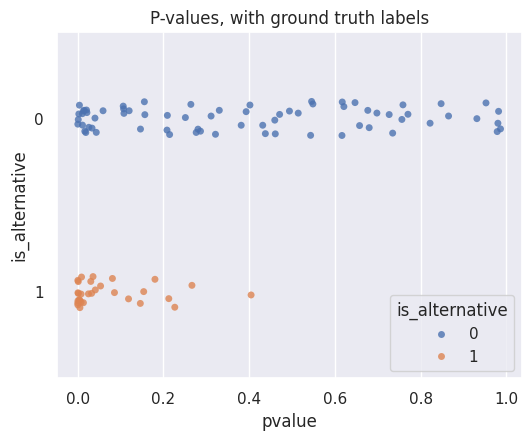 P-values, with ground truth labels
is_alternative
0
1
0.0 0.2 0.4 0.6 0.8 1.0
pvalue
is_alternative
0
1